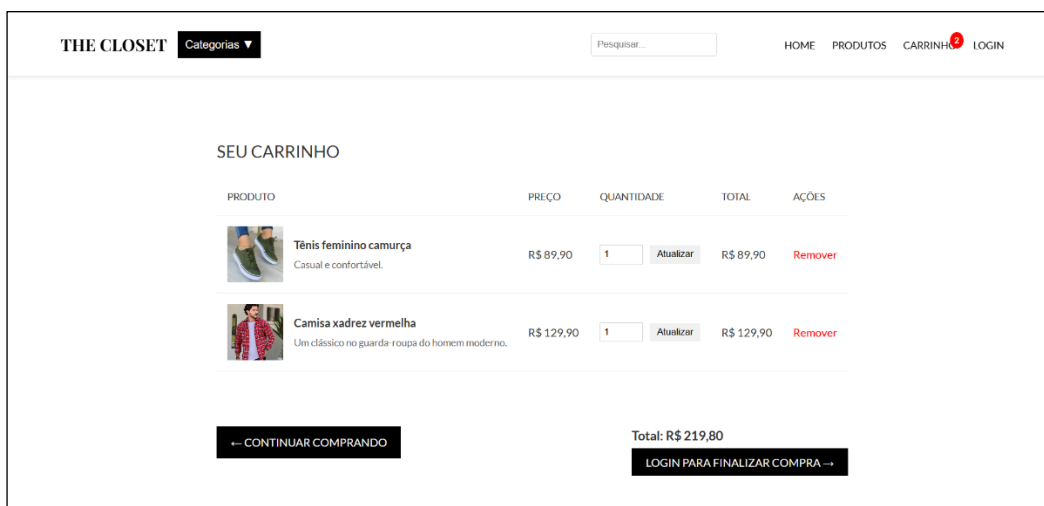 THE CLOSET Categorias ▼ Pesquisar... HOME PRODUTOS CARRINHO 2 LOGIN
SEU CARRINHO
PRODUTO PREÇO QUANTIDADE TOTAL AÇÕES
Tênis feminino camurça
Casual e confortável.
R$ 89,90 1 Atualizar R$ 89,90 Remover
Camisa xadrez vermelha
Um clássico no guarda-roupa do homem moderno.
R$ 129,90 1 Atualizar R$ 129,90 Remover
← CONTINUAR COMPRANDO
Total: R$ 219,80
LOGIN PARA FINALIZAR COMPRA →